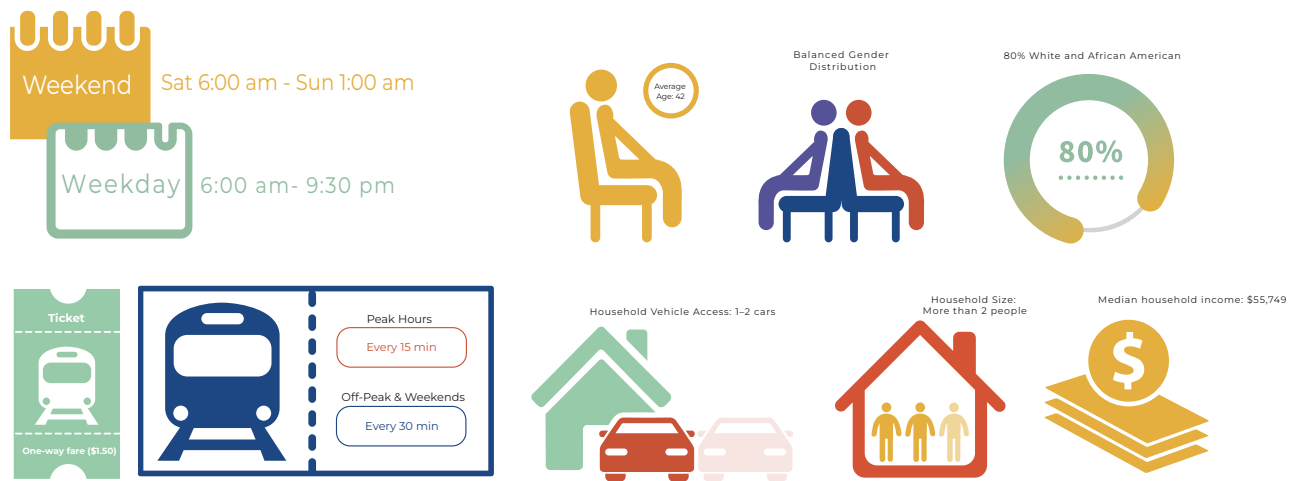 Weekend
Sat 6:00 am - Sun 1:00 am
Weekday
6:00 am- 9:30 pm
Average
Age: 42
Balanced Gender
Distribution
80% White and African American
80%
Ticket
One-way fare ($1.50)
Peak Hours
Every 15 min
Off-Peak & Weekends
Every 30 min
Household Vehicle Access: 1–2 cars
Household Size:
More than 2 people
Median household income: $55,749
$